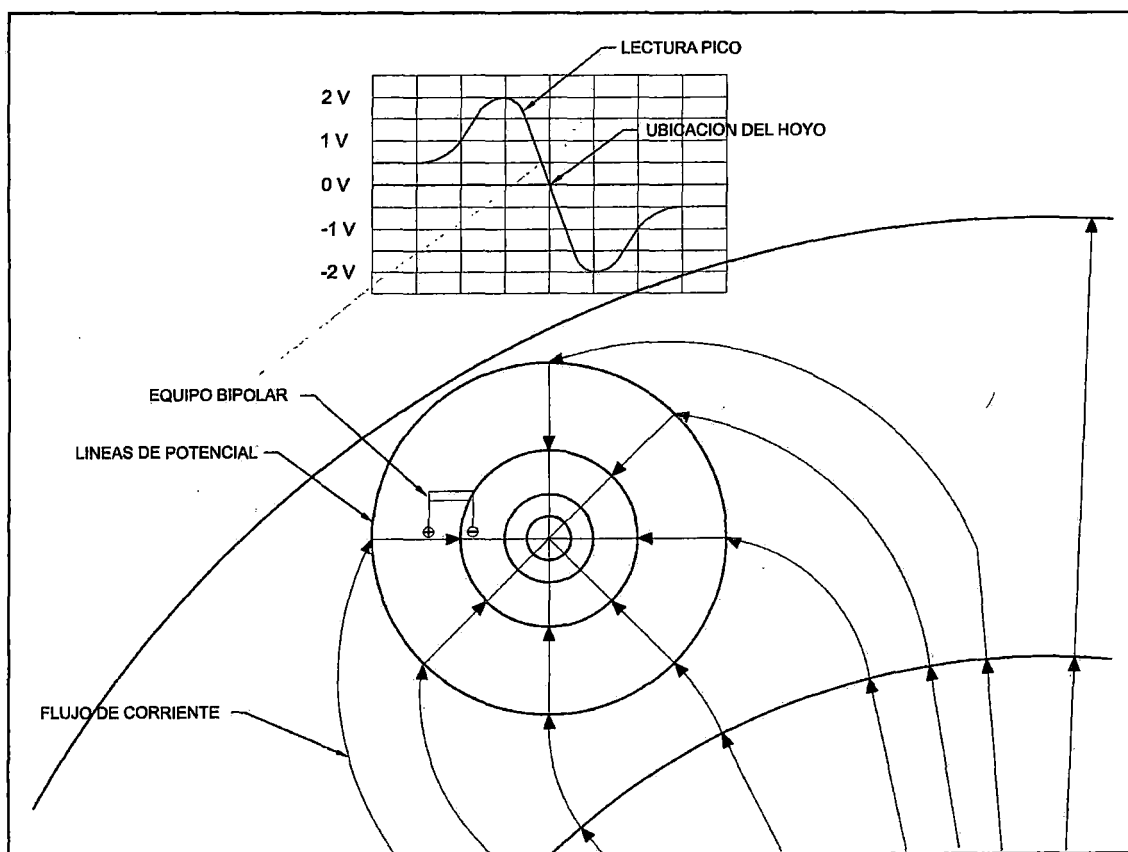 LECTURA PICO
2 V
UBICACION DEL HOYO
1 V
0 V
-1 V
-2 V
EQUIPO BIPOLAR
LINEAS DE POTENCIAL
FLUJO DE CORRIENTE